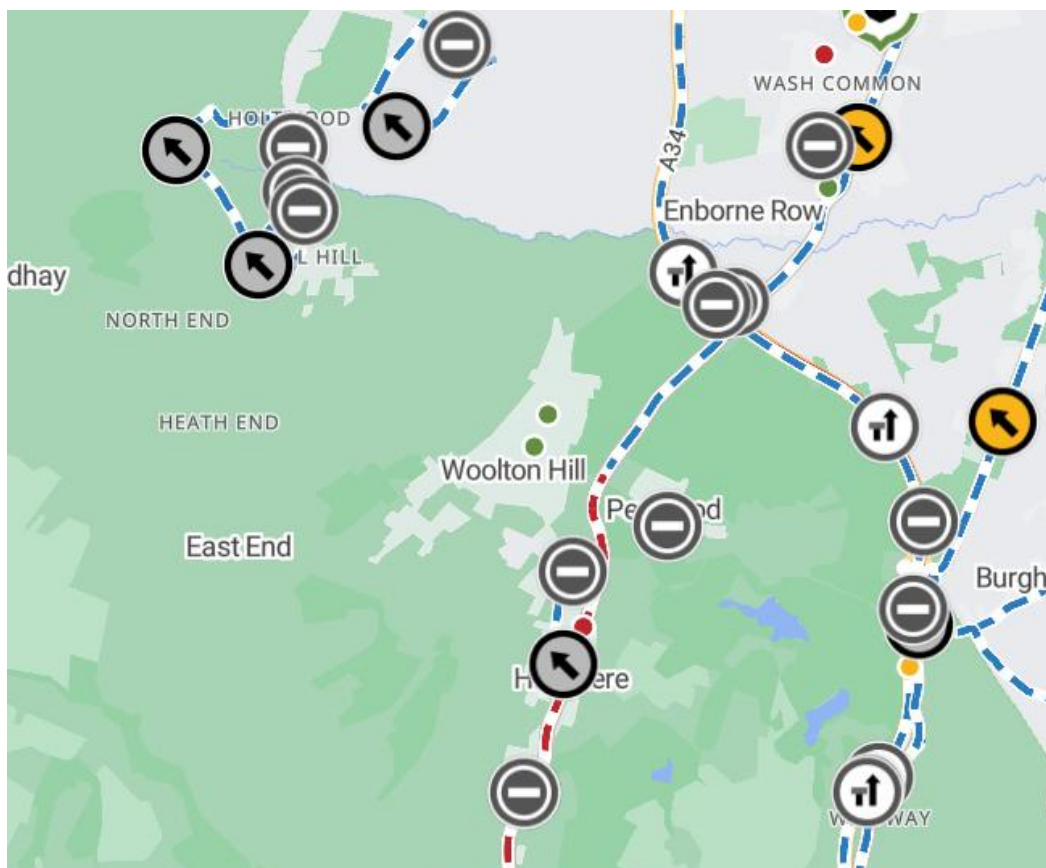 WASH COMMON
A34
Enborne Row
dhay
NORTH END
HEATH END
Woolton Hill
East End
Burgh